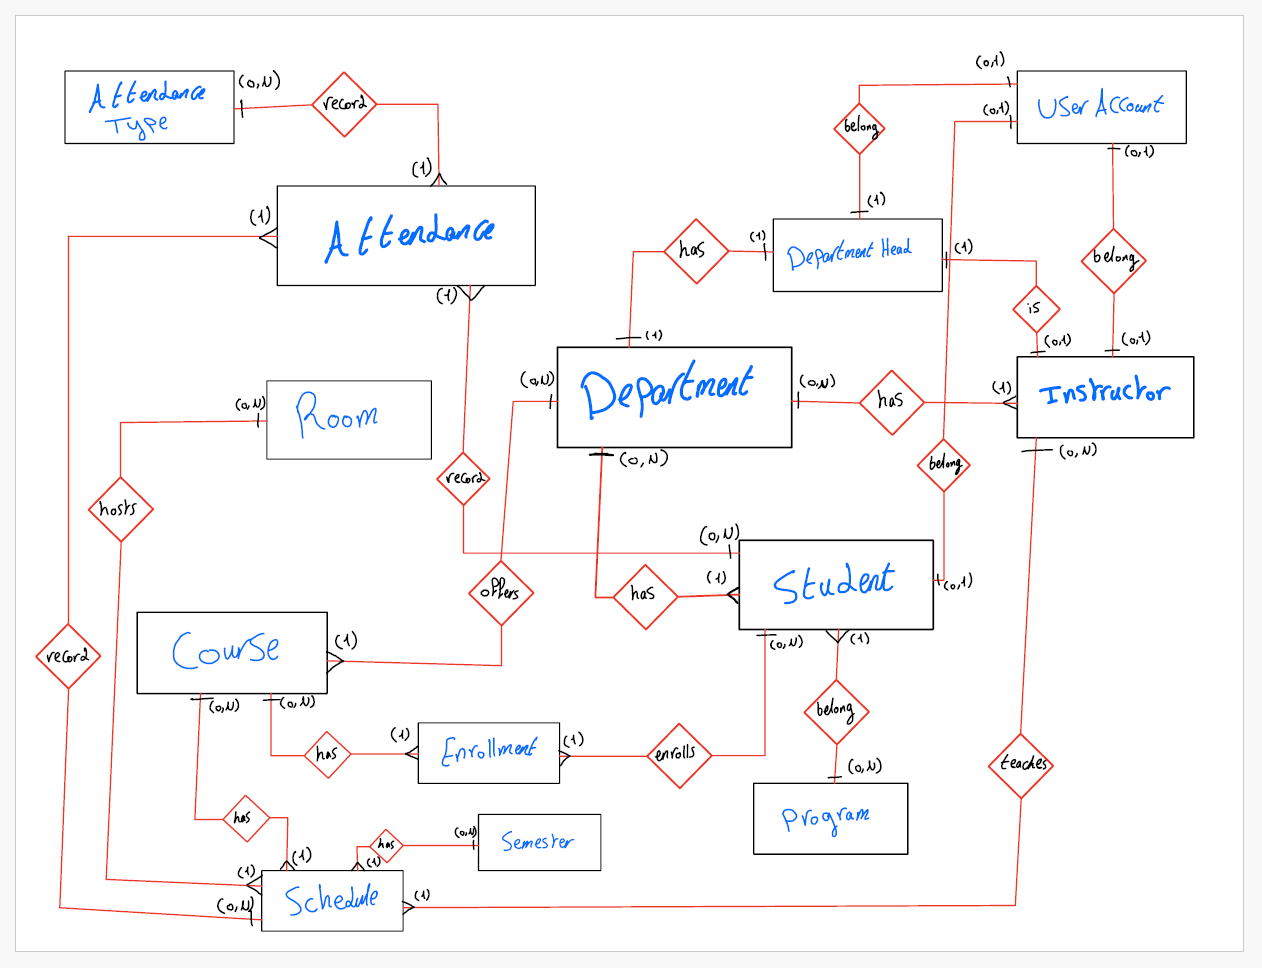 (0,1)
(0,N)
Attendance
Type
record
User Account
(0,1)
belong
(0,1)
(1)
(1)
(1)
Attendance
(1)
has
(1)
Department Head
(1)
belong
(1)
is
(1)
(0,1)
(0,1)
(0,N)
Department
(0,N)
has
(1)
Instructor
(0,N)
Room
(0,N)
(0,N)
belong
record
hosts
(0,N)
(1)
Student
(0,1)
offers
has
Course
(1)
(0,N)
(1)
record
(0,N)
(0,N)
belong
has
(1)
Enrollment
(1)
enrolls
(0,N)
teaches
has
Program
(0,N)
Semester
has
(1)
(1)
(1)
Schedule
(1)
(0,N)